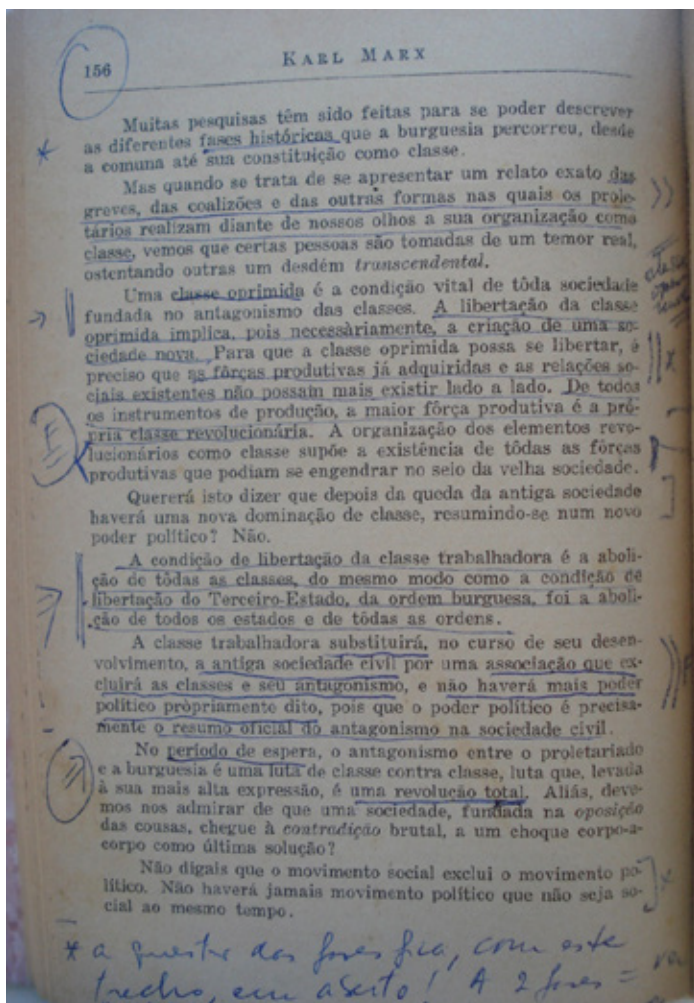 156
KARL MARX
Muitas pesquisas têm sido feitas para se poder descrever
as diferentes fases históricas que a burguesia percorreu, desde
a comuna até sua constituição como classe.
Mas quando se trata de se apresentar um relato exato das
greves, das coalizões e das outras formas nas quais os prole-
tários realizam diante de nossos olhos a sua organização como
classe, vemos que certas pessoas são tomadas de um temor real,
ostentando outras um desdém transcendental.
Uma classe oprimida é a condição vital de tôda sociedade
fundada no antagonismo das classes. A libertação da classe
oprimida implica, pois necessàriamente, a criação de uma so-
ciedade nova. Para que a classe oprimida possa se libertar, é
preciso que as fôrças produtivas já adquiridas e as relações so-
ciais existentes não possam mais existir lado a lado. De todos
os instrumentos de produção, a maior fôrça produtiva é a pró-
pria classe revolucionária. A organização dos elementos revo-
lucionários como classe supõe a existência de tôdas as fôrças
produtivas que podiam se engendrar no seio da velha sociedade.
Quererá isto dizer que depois da queda da antiga sociedade
haverá uma nova dominação de classe, resumindo-se num novo
poder político? Não.
A condição de libertação da classe trabalhadora é a aboli-
ção de tôdas as classes, do mesmo modo como a condição de
libertação do Terceiro-Estado, da ordem burguesa, foi a aboli-
ção de todos os estados e de tôdas as ordens.
A classe trabalhadora substituirá, no curso de seu desen-
volvimento, a antiga sociedade civil por uma associação que ex-
cluirá as classes e seu antagonismo, e não haverá mais poder
político pròpriamente dito, pois que o poder político é precisa-
mente o resumo oficial do antagonismo na sociedade civil.
No período de espera, o antagonismo entre o proletariado
e a burguesia é uma luta de classe contra classe, luta que, levada
à sua mais alta expressão, é uma revolução total. Aliás, deve-
mos nos admirar de que uma sociedade, fundada na oposição
das cousas, chegue à contradição brutal, a um choque corpo-a-
corpo como última solução?
Não digais que o movimento social exclui o movimento po-
lítico. Não haverá jamais movimento político que não seja so-
cial ao mesmo tempo.
* a das fica, com este
trecho, em A 2 =